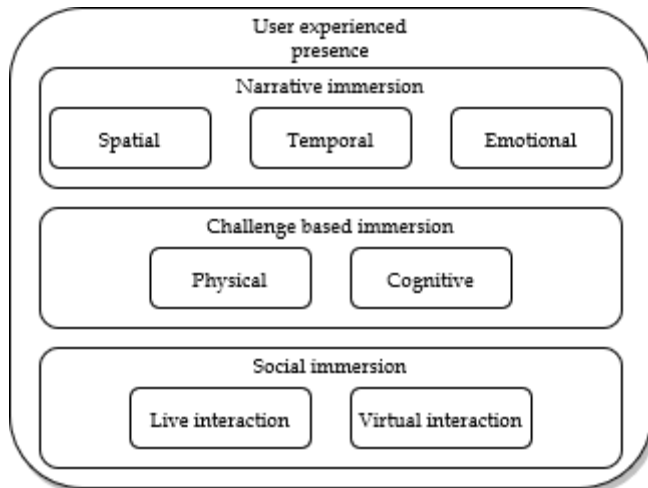 User experienced
presence
Narrative immersion
Spatial
Temporal
Emotional
Challenge based immersion
Physical
Cognitive
Social immersion
Live interaction
Virtual interaction